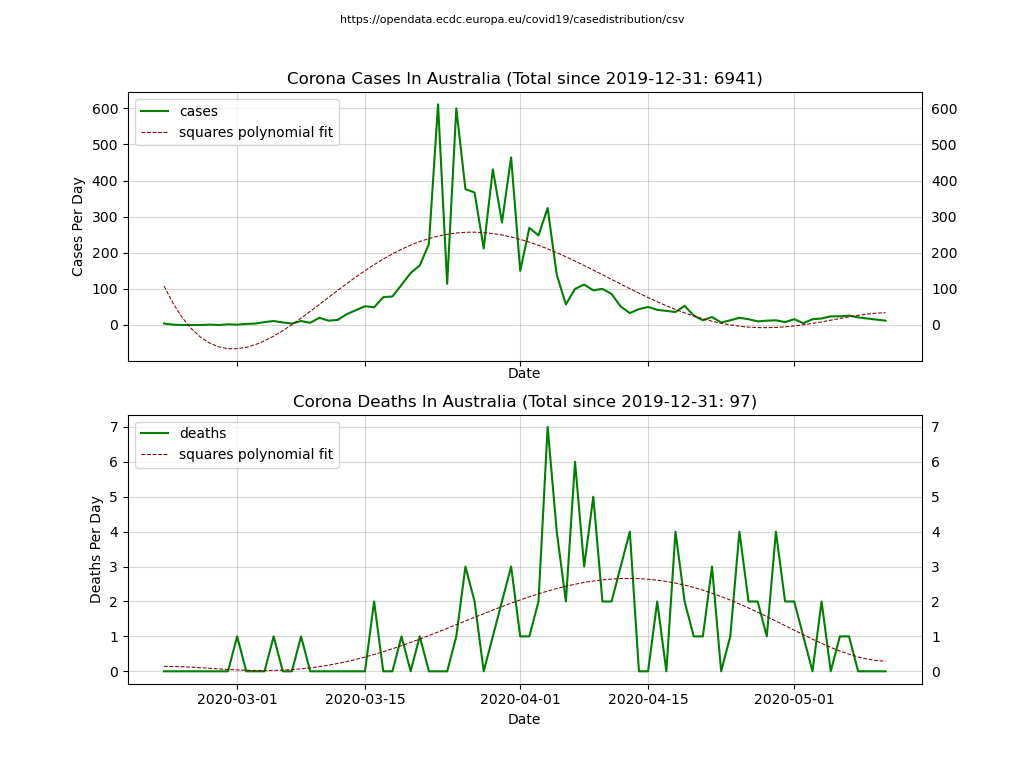 https://opendata.ecdc.europa.eu/covid19/casedistribution/csv
Corona Cases In Australia (Total since 2019-12-31: 6941)
cases
squares polynomial fit
600 600
500 500
400 400
300 300
200 200
100 100
0 0
Cases Per Day
Date
Corona Deaths In Australia (Total since 2019-12-31: 97)
deaths
squares polynomial fit
7 7
6 6
5 5
4 4
3 3
2 2
1 1
0 0
Deaths Per Day
2020-03-01 2020-03-15 2020-04-01 2020-04-15 2020-05-01
Date